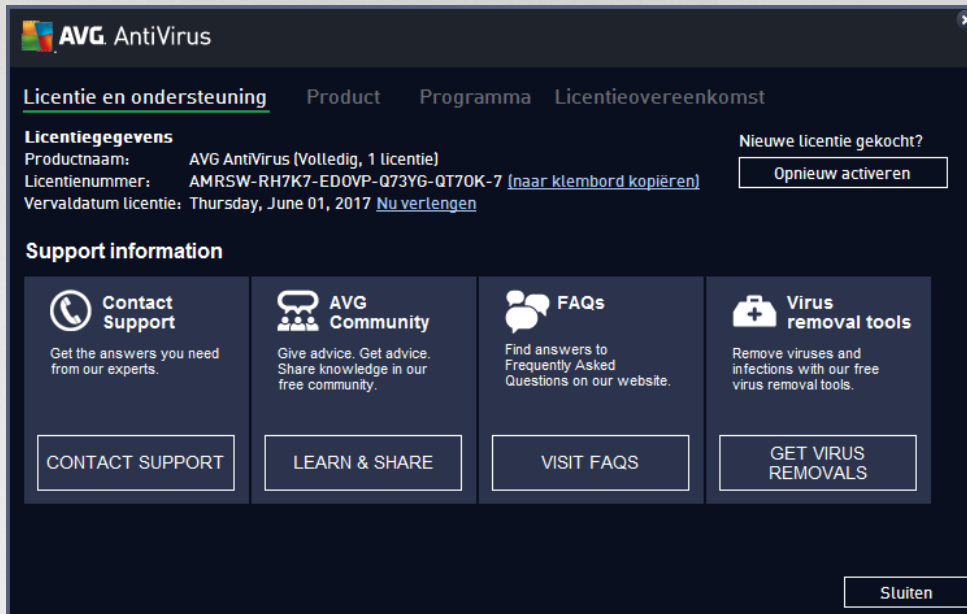 AVG AntiVirus
Licentie en ondersteuning Product Programma Licentieovereenkomst
Licentiegegevens
Productnaam: AVG AntiVirus (Volledig, 1 licentie)
Licentienummer: AMRSW-RH7K7-EDOVP-Q73YG-QT7OK-7 (naar klembord kopiëren)
Vervaldatum licentie: Thursday, June 01, 2017 Nu verlengen
Nieuwe licentie gekocht?
Opnieuw activeren
Support information
Contact
Support
Get the answers you need
from our experts.
CONTACT SUPPORT
AVG
Community
Give advice. Get advice.
Share knowledge in our
free community.
LEARN & SHARE
FAQs
Find answers to
Frequently Asked
Questions on our website.
VISIT FAQS
Virus
removal tools
Remove viruses and
infections with our free
virus removal tools.
GET VIRUS
REMOVALS
Sluiten